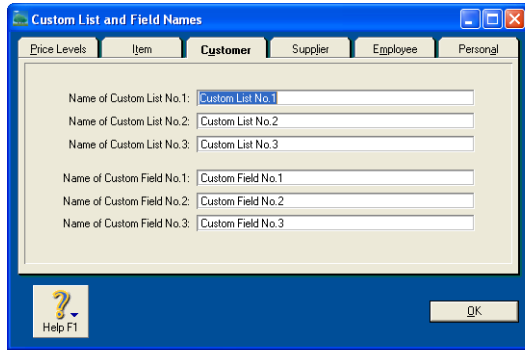 Custom List and Field Names
Price Levels Item Customer Supplier Employee Personal
Name of Custom List No.1: Custom List No.1
Name of Custom List No.2: Custom List No.2
Name of Custom List No.3: Custom List No.3
Name of Custom Field No.1: Custom Field No.1
Name of Custom Field No.2: Custom Field No.2
Name of Custom Field No.3: Custom Field No.3
Help F1
OK